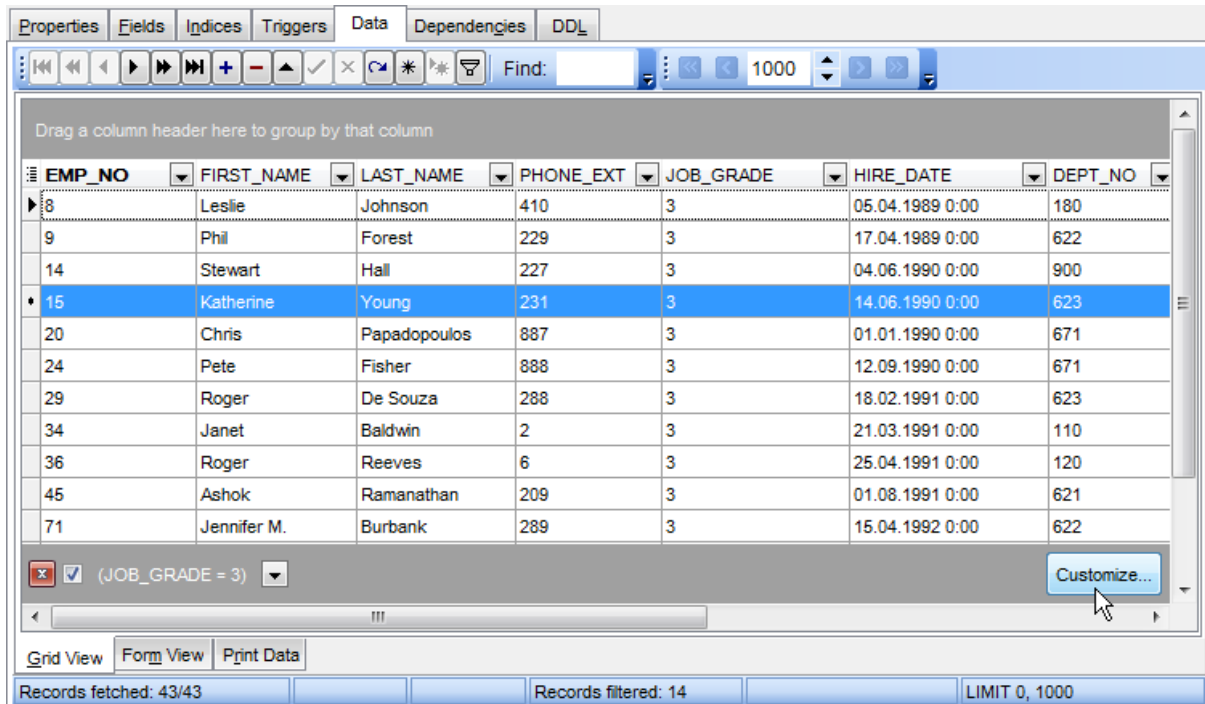 Properties Fields Indices Triggers Data Dependencies DDL
Find: 1000
Drag a column header here to group by that column
EMP_NO FIRST_NAME LAST_NAME PHONE_EXT JOB_GRADE HIRE_DATE DEPT_NO
8 Leslie Johnson 410 3 05.04.1989 0:00 180
9 Phil Forest 229 3 17.04.1989 0:00 622
14 Stewart Hall 227 3 04.06.1990 0:00 900
15 Katherine Young 231 3 14.06.1990 0:00 623
20 Chris Papadopoulos 887 3 01.01.1990 0:00 671
24 Pete Fisher 888 3 12.09.1990 0:00 671
29 Roger De Souza 288 3 18.02.1991 0:00 623
34 Janet Baldwin 2 3 21.03.1991 0:00 110
36 Roger Reeves 6 3 25.04.1991 0:00 120
45 Ashok Ramanathan 209 3 01.08.1991 0:00 621
71 Jennifer M. Burbank 289 3 15.04.1992 0:00 622
(JOB_GRADE = 3) Customize...
Grid View Form View Print Data
Records fetched: 43/43 Records filtered: 14 LIMIT 0, 1000